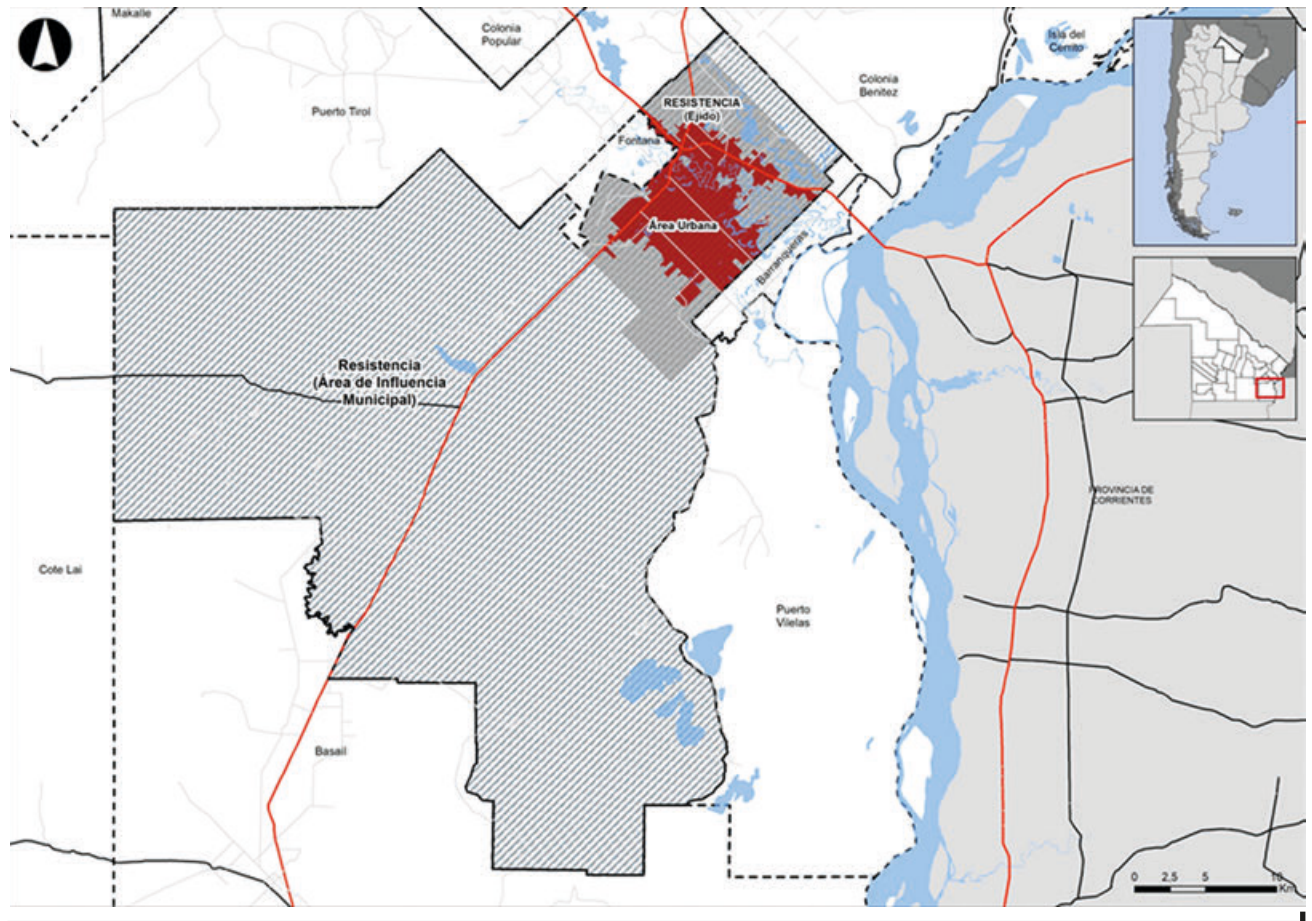 Makalle
Colonia
Popular
Isla del
Cerrito
Colonia
Benitez
Puerto Tirol
RESISTENCIA
(Ejido)
Fontana
Área Urbana
Barranquelas
Resistencia
(Área de Influencia
Municipal)
PROVINCIA DE
CORRIENTES
Cote Lai
Puerto
Vilelas
Basail
0 2,5 5 10
Km